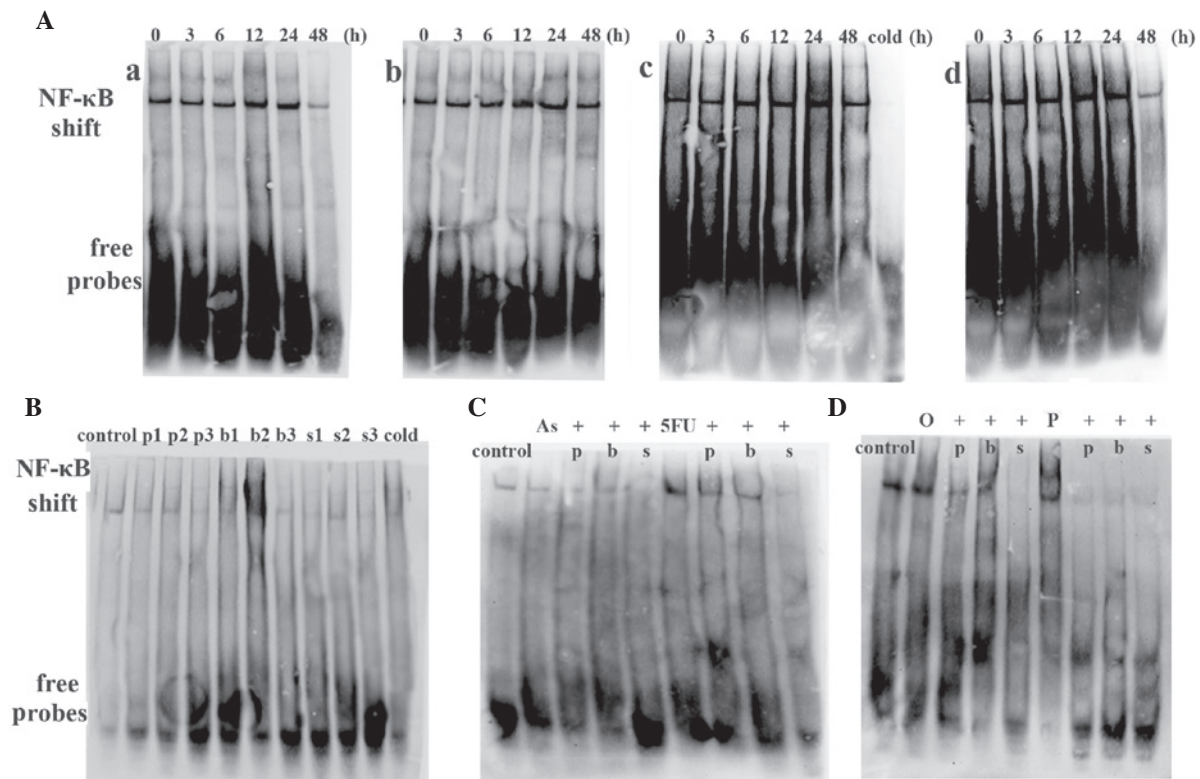 A
0 3 6 12 24 48 (h)
0 3 6 12 24 48 (h)
0 3 6 12 24 48 cold (h)
0 3 6 12 24 48 (h)
a
b
c
d
NF-κB
shift
free
probes
B
control p1 p2 p3 b1 b2 b3 s1 s2 s3 cold
NF-κB
shift
free
probes
C
As + + + 5FU + + +
control p b s p b s
D
O + + + P + + +
control p b s p b s